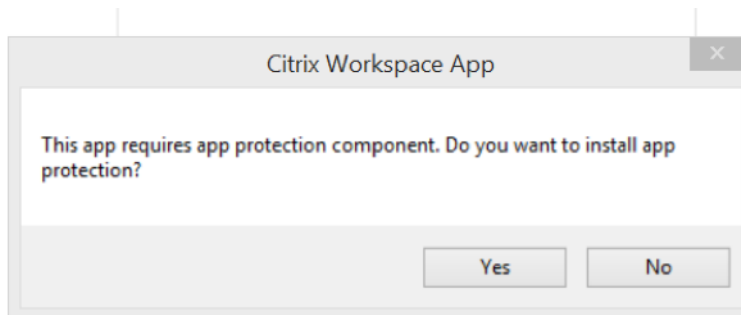 Citrix Workspace App
This app requires app protection component. Do you want to install app
protection?
Yes
No